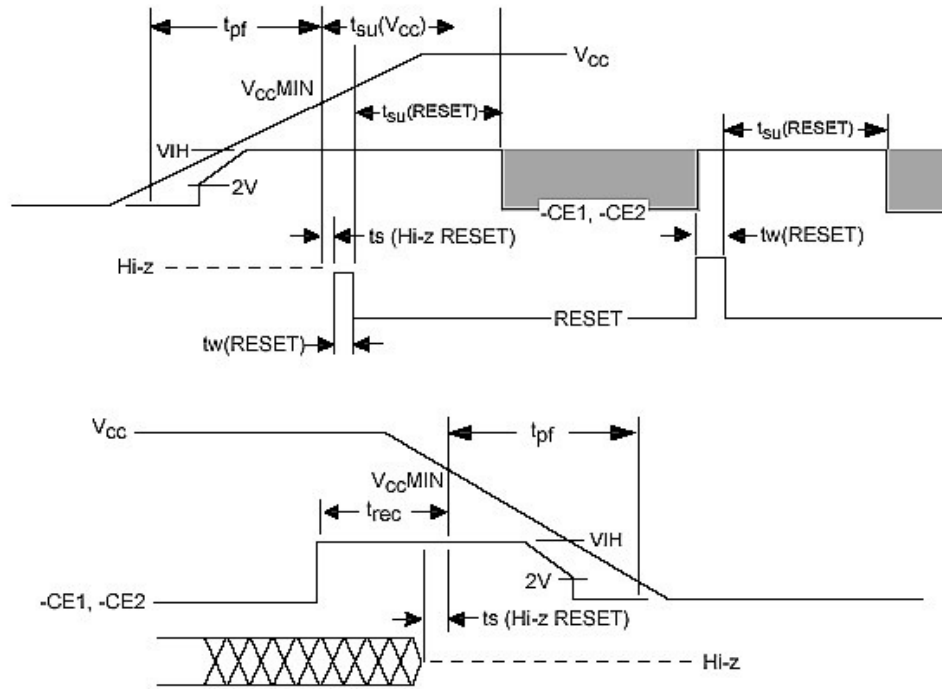 tpf
tsu(Vcc)
Vcc
VccMIN
tsu(RESET)
tsu(RESET)
VIH
2V
-CE1, -CE2
ts (Hi-z RESET)
tw(RESET)
Hi-z
RESET
tw(RESET)
Vcc
tpf
VccMIN
trec
VIH
2V
-CE1, -CE2
ts (Hi-z RESET)
Hi-z